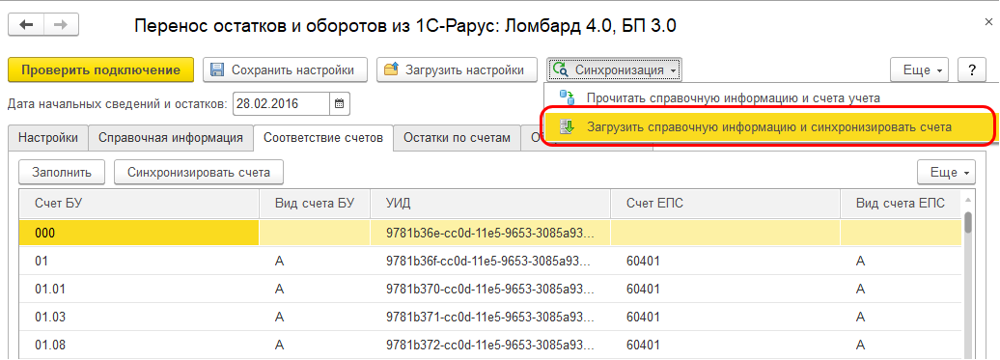 Перенос остатков и оборотов из 1С-Рарус: Ломбард 4.0, БП 3.0
Проверить подключение Сохранить настройки Загрузить настройки Синхронизация Еще ?
Прочитать справочную информацию и счета учета
Дата начальных сведений и остатков: 28.02.2016
Загрузить справочную информацию и синхронизировать счета
Настройки Справочная информация Соответствие счетов Остатки по счетам
Заполнить Синхронизировать счета Еще
Счет БУ Вид счета БУ УИД Счет ЕПС Вид счета ЕПС
000 9781b36e-cc0d-11e5-9653-3085a93...
01 А 9781b36f-cc0d-11e5-9653-3085a93... 60401 А
01.01 А 9781b370-cc0d-11e5-9653-3085a93... 60401 А
01.03 А 9781b371-cc0d-11e5-9653-3085a93... 60401 А
01.08 А 9781b372-cc0d-11e5-9653-3085a93... 60401 А